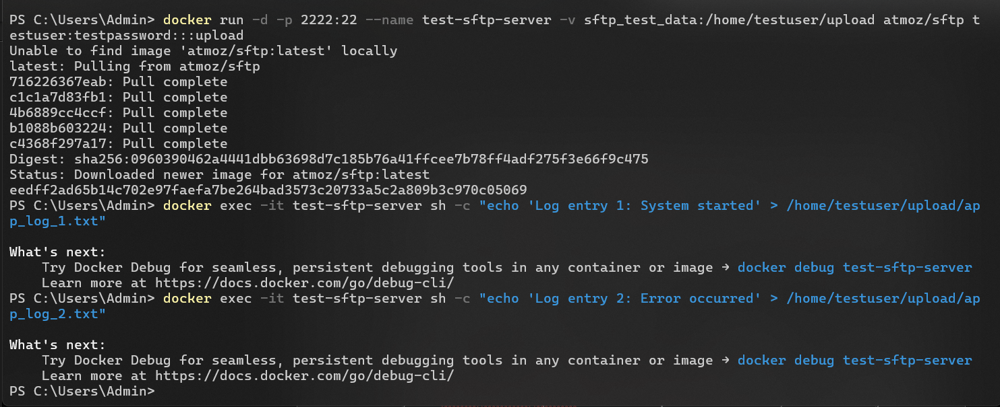 PS C:\Users\Admin> docker run -d -p 2222:22 --name test-sftp-server -v sftp_test_data:/home/testuser/upload atmoz/sftp t
estuser:testpassword:::upload
Unable to find image 'atmoz/sftp:latest' locally
latest: Pulling from atmoz/sftp
716226367eab: Pull complete
c1c1a7d83fb1: Pull complete
4b6889cc4ccf: Pull complete
b1088b603224: Pull complete
c4368f297a17: Pull complete
Digest: sha256:0960390462a4441dbb63698d7c185b76a41ffcee7b78ff4adf275f3e66f9c475
Status: Downloaded newer image for atmoz/sftp:latest
eedff2ad65b14c702e97faefa7be264bad3573c20733a5c2a809b3c970c05069
PS C:\Users\Admin> docker exec -it test-sftp-server sh -c "echo 'Log entry 1: System started' > /home/testuser/upload/ap
p_log_1.txt"
What's next:
Try Docker Debug for seamless, persistent debugging tools in any container or image → docker debug test-sftp-server
Learn more at https://docs.docker.com/go/debug-cli/
PS C:\Users\Admin> docker exec -it test-sftp-server sh -c "echo 'Log entry 2: Error occurred' > /home/testuser/upload/ap
p_log_2.txt"
What's next:
Try Docker Debug for seamless, persistent debugging tools in any container or image → docker debug test-sftp-server
Learn more at https://docs.docker.com/go/debug-cli/
PS C:\Users\Admin>